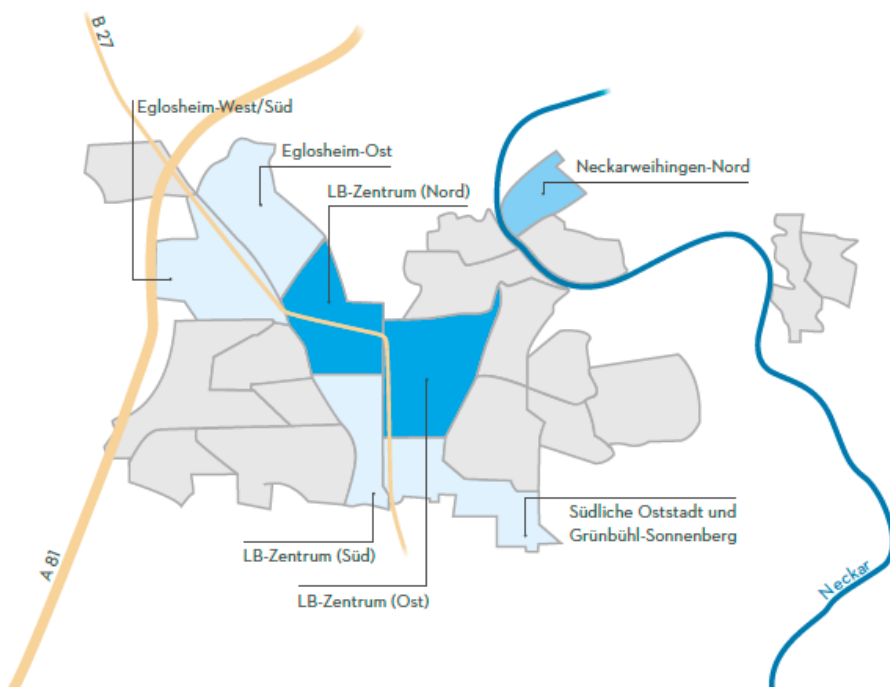 B 27
Eglosheim-West/Süd
Eglosheim-Ost
LB-Zentrum (Nord)
Neckarweihingen-Nord
Südliche Oststadt und
Grünbühl-Sonnenberg
LB-Zentrum (Süd)
LB-Zentrum (Ost)
A 81
Neckar